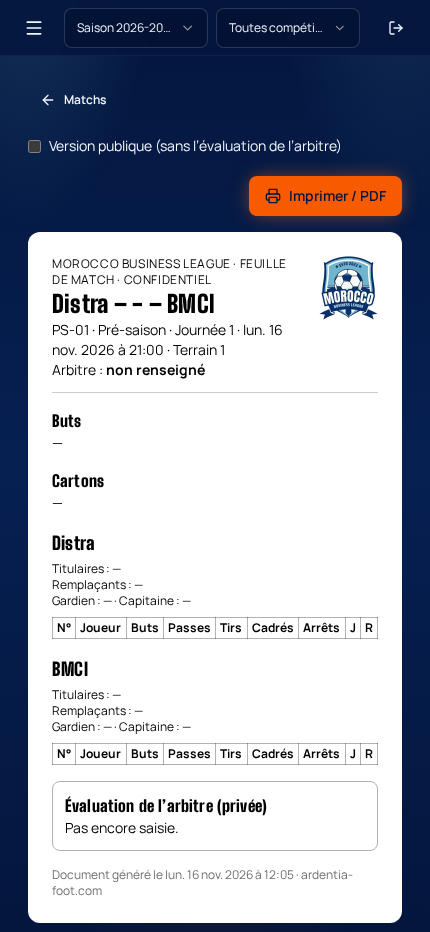 Saison 2026-20…
Toutes compéti…
Matchs
Version publique (sans l’évaluation de l’arbitre)
Imprimer / PDF
MOROCCO BUSINESS LEAGUE · FEUILLE
DE MATCH · CONFIDENTIEL
Distra — – — BMCI
PS-01 · Pré-saison · Journée 1 · lun. 16
nov. 2026 à 21:00 · Terrain 1
Arbitre : non renseigné
MOROCCO
BUSINESS LEAGUE
Buts
—
Cartons
—
Distra
Titulaires : —
Remplaçants : —
Gardien : — · Capitaine : —
N° Joueur Buts Passes Tirs Cadrés Arrêts J R
BMCI
Titulaires : —
Remplaçants : —
Gardien : — · Capitaine : —
N° Joueur Buts Passes Tirs Cadrés Arrêts J R
Évaluation de l’arbitre (privée)
Pas encore saisie.
Document généré le lun. 16 nov. 2026 à 12:05 · ardentia-
foot.com